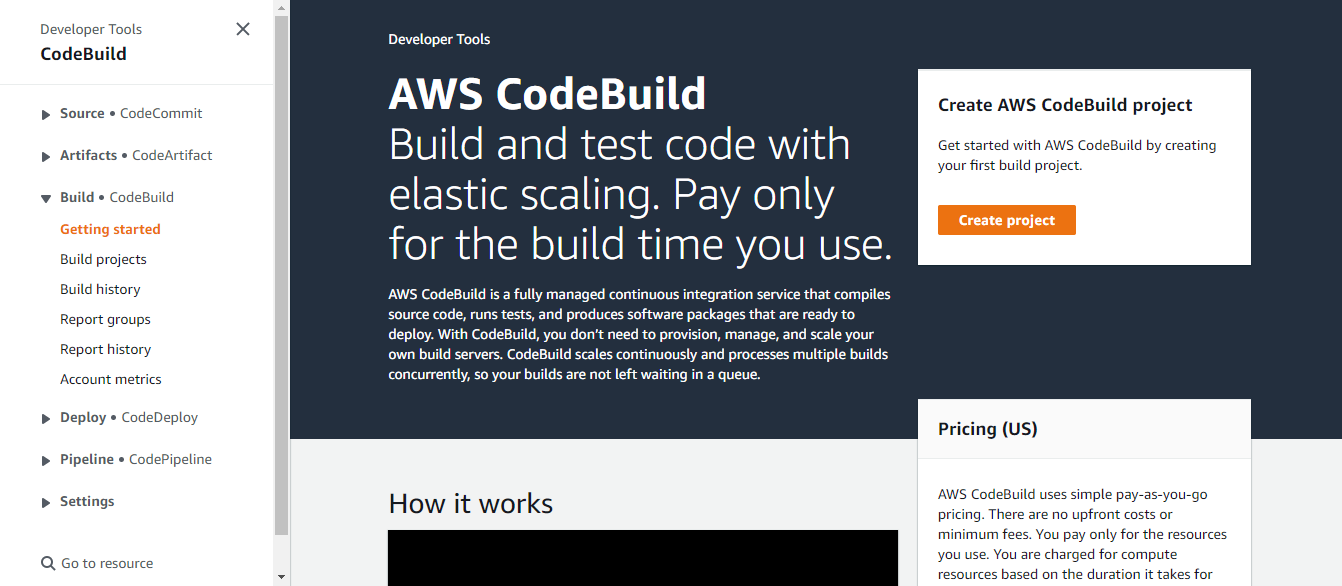 Developer Tools
CodeBuild
Source • CodeCommit
Artifacts • CodeArtifact
Build • CodeBuild
Getting started
Build projects
Build history
Report groups
Report history
Account metrics
Deploy • CodeDeploy
Pipeline • CodePipeline
Settings
Go to resource
Developer Tools
AWS CodeBuild
Build and test code with
elastic scaling. Pay only
for the build time you use.
AWS CodeBuild is a fully managed continuous integration service that compiles
source code, runs tests, and produces software packages that are ready to
deploy. With CodeBuild, you don’t need to provision, manage, and scale your
own build servers. CodeBuild scales continuously and processes multiple builds
concurrently, so your builds are not left waiting in a queue.
How it works
Create AWS CodeBuild project
Get started with AWS CodeBuild by creating
your first build project.
Create project
Pricing (US)
AWS CodeBuild uses simple pay-as-you-go
pricing. There are no upfront costs or
minimum fees. You pay only for the resources
you use. You are charged for compute
resources based on the duration it takes for